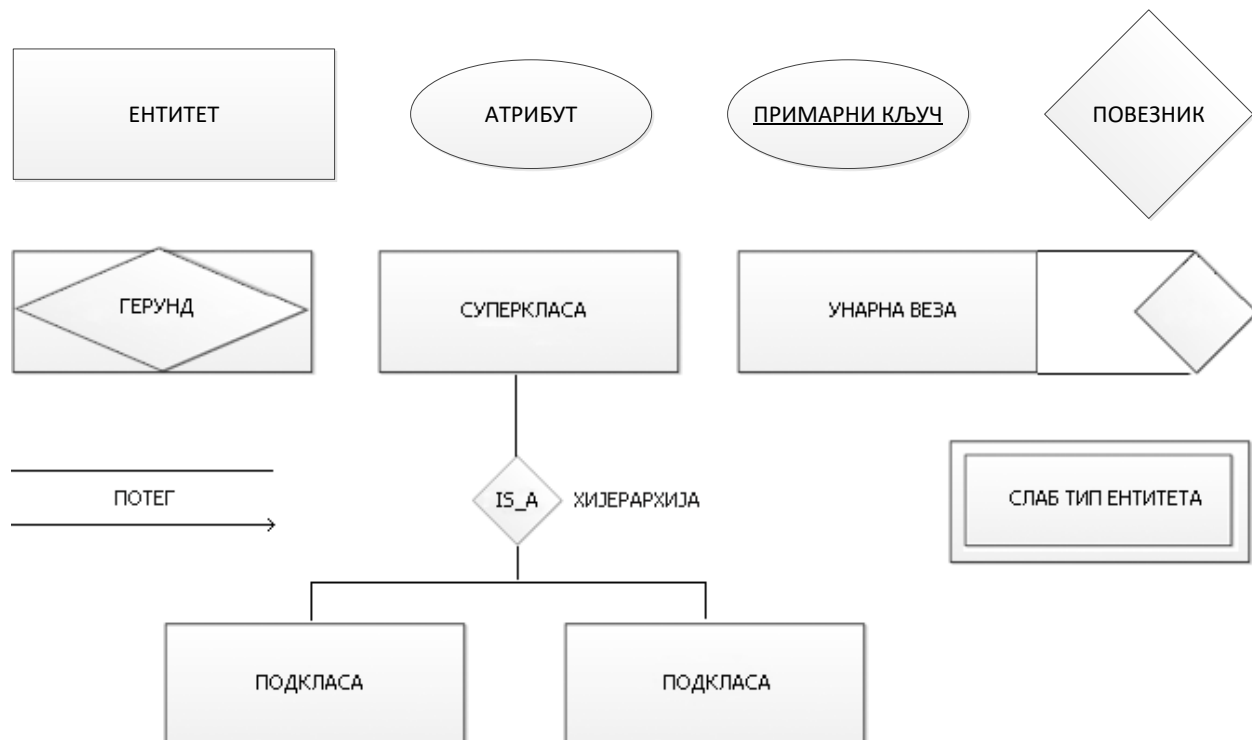 ЕНТИТЕТ
АТРИБУТ
ПРИМАРНИ КЉУЧ
ПОВЕЗНИК
ГЕРУНД
СУПЕРКЛАСА
УНАРНА ВЕЗА
ПОТЕГ
IS_A
ХИЈЕРАРХИЈА
СЛАБ ТИП ЕНТИТЕТА
ПОДКЛАСА
ПОДКЛАСА